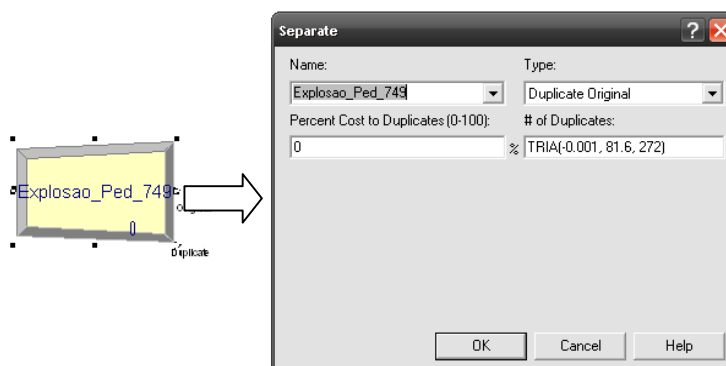 Separate
Name:
Type:
Explosao_Ped_749
Duplicate Original
Percent Cost to Duplicates (0-100):
# of Duplicates:
0
%
TRIA(-0.001, 81.6, 272)
Explosao_Ped_749
0
Duplicate
OK
Cancel
Help